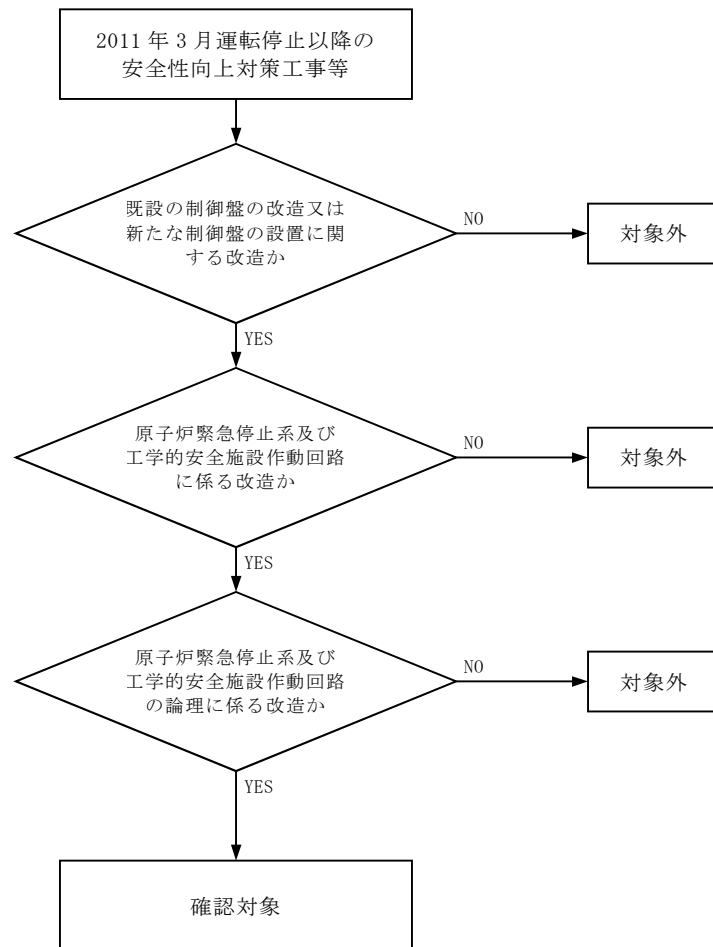 2011 年 3 月運転停止以降の
安全性向上対策工事等
既設の制御盤の改造又は
新たな制御盤の設置に関
する改造か
NO
対象外
YES
原子炉緊急停止系及び
工学的安全施設作動回路
に係る改造か
NO
対象外
YES
原子炉緊急停止系及び
工学的安全施設作動回路
の論理に係る改造か
NO
対象外
YES
確認対象